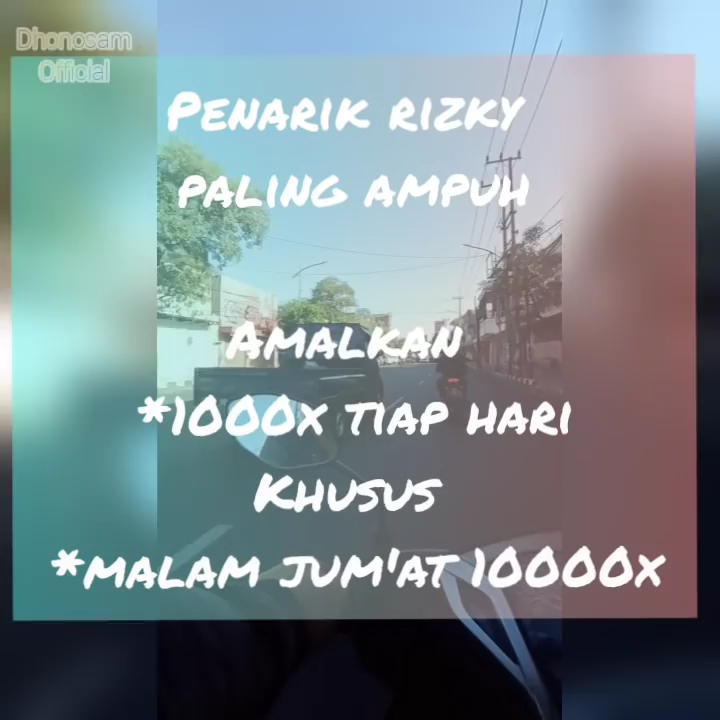 Dhonosam
Official
Penarik rizky
paling ampuh
Amalkan
*1000x tiap hari
Khusus
*malam jum'at 10000x